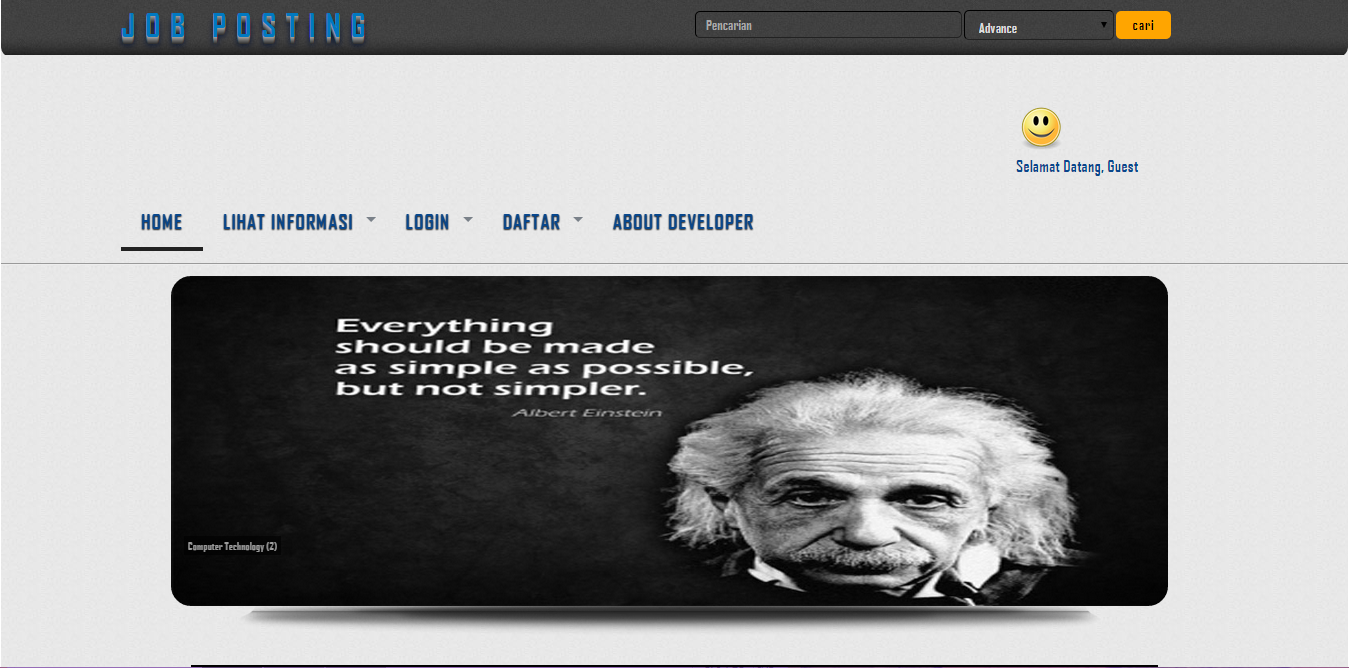 JOB POSTING
Pencarian
Advance
cari
Selamat Datang, Guest
HOME
LIHAT INFORMASI
LOGIN
DAFTAR
ABOUT DEVELOPER
Everything
should be made
as simple as possible,
but not simpler.
Albert Einstein
Computer Technology (2)